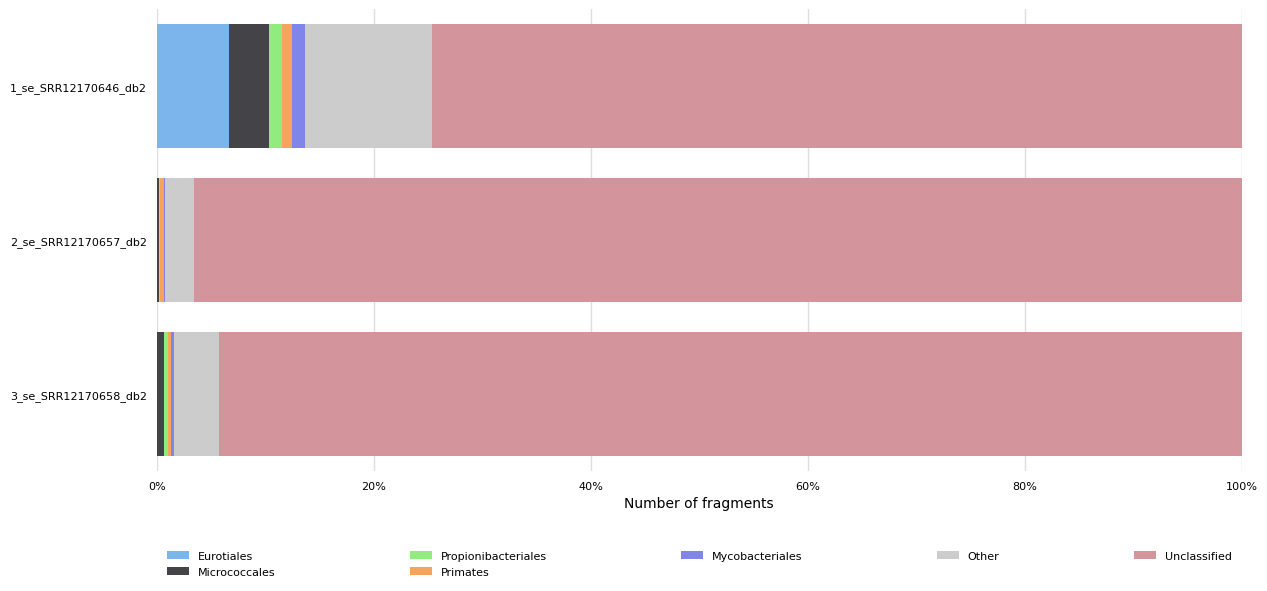 1_se_SRR12170646_db2
2_se_SRR12170657_db2
3_se_SRR12170658_db2
0% 20% 40% 60% 80% 100%
Number of fragments
Eurotiales Propionibacteriales Mycobacteriales Other Unclassified
Micrococcales Primates